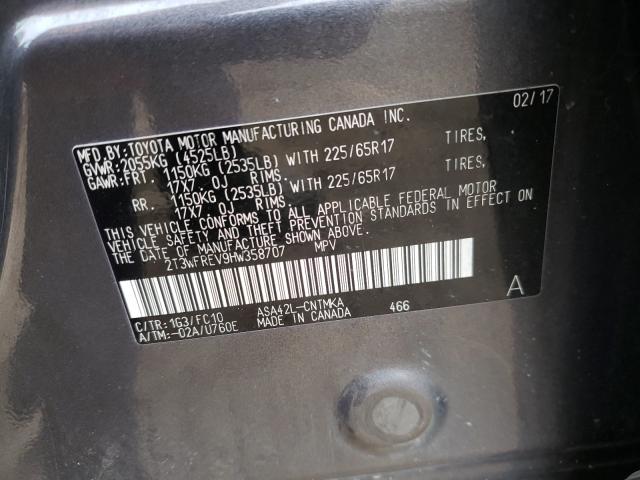 02/17
MFD.BY:TOYOTA MOTOR MANUFACTURING CANADA INC.
GVWR:2055KG (4525LB)
GAWR:FRT. 1150KG (2535LB) WITH 225/65R17 TIRES,
17X7. 0J RIMS.
RR. 1150KG (2535LB) WITH 225/65R17 TIRES,
17X7. 0J RIMS.
THIS VEHICLE CONFORMS TO ALL APPLICABLE FEDERAL MOTOR
VEHICLE SAFETY AND THEFT PREVENTION STANDARDS IN EFFECT ON
THE DATE OF MANUFACTURE SHOWN ABOVE.
2T3WFREV9HW358707 MPV
A
C/TR:1G3/FC10 ASA42L-CNTMKA 466
A/TM:-02A/U760E MADE IN CANADA